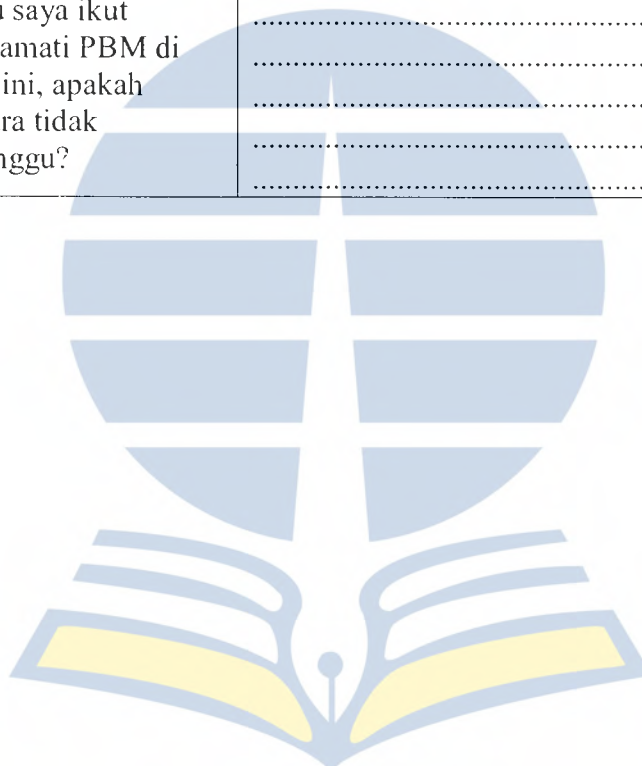 saya ikut
amati PBM di
ini, apakah
ra tidak
nggu?